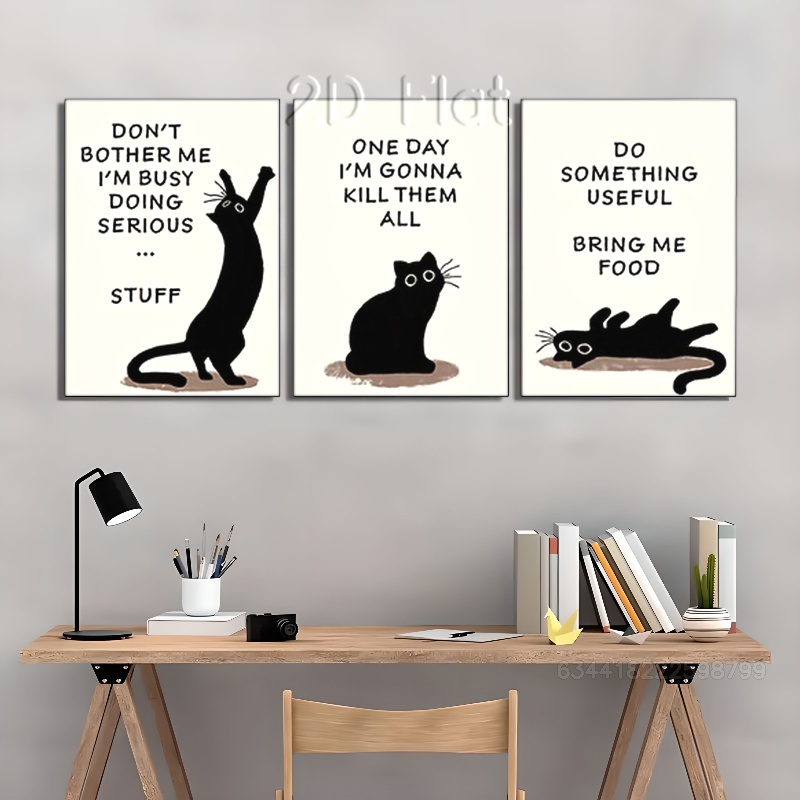 2D Flat
DON'T
BOTHER ME
I'M BUSY
DOING
SERIOUS
...
STUFF
ONE DAY
I'M GONNA
KILL THEM
ALL
DO
SOMETHING
USEFUL
BRING ME
FOOD